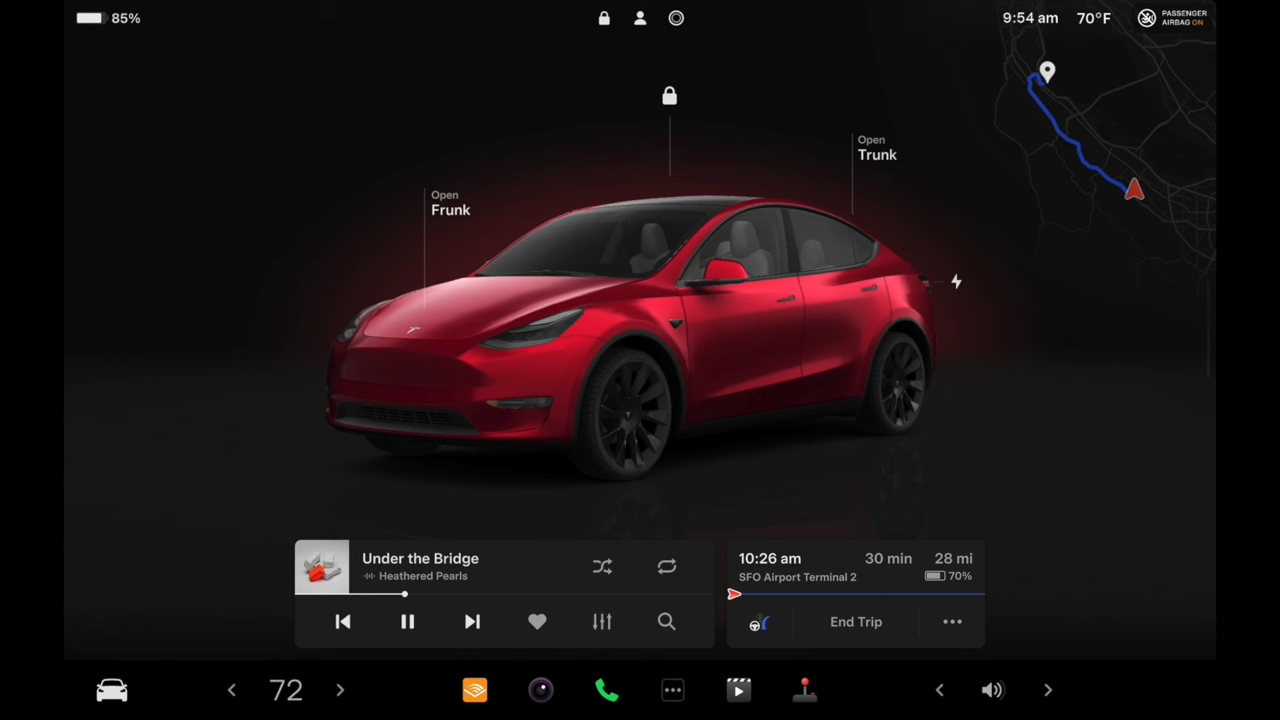 85%
9:54 am
70°F
PASSENGER
AIRBAG ON
Open
Trunk
Open
Frunk
Under the Bridge
Heathered Pearls
10:26 am
30 min
28 mi
SFO Airport Terminal 2
70%
End Trip
72